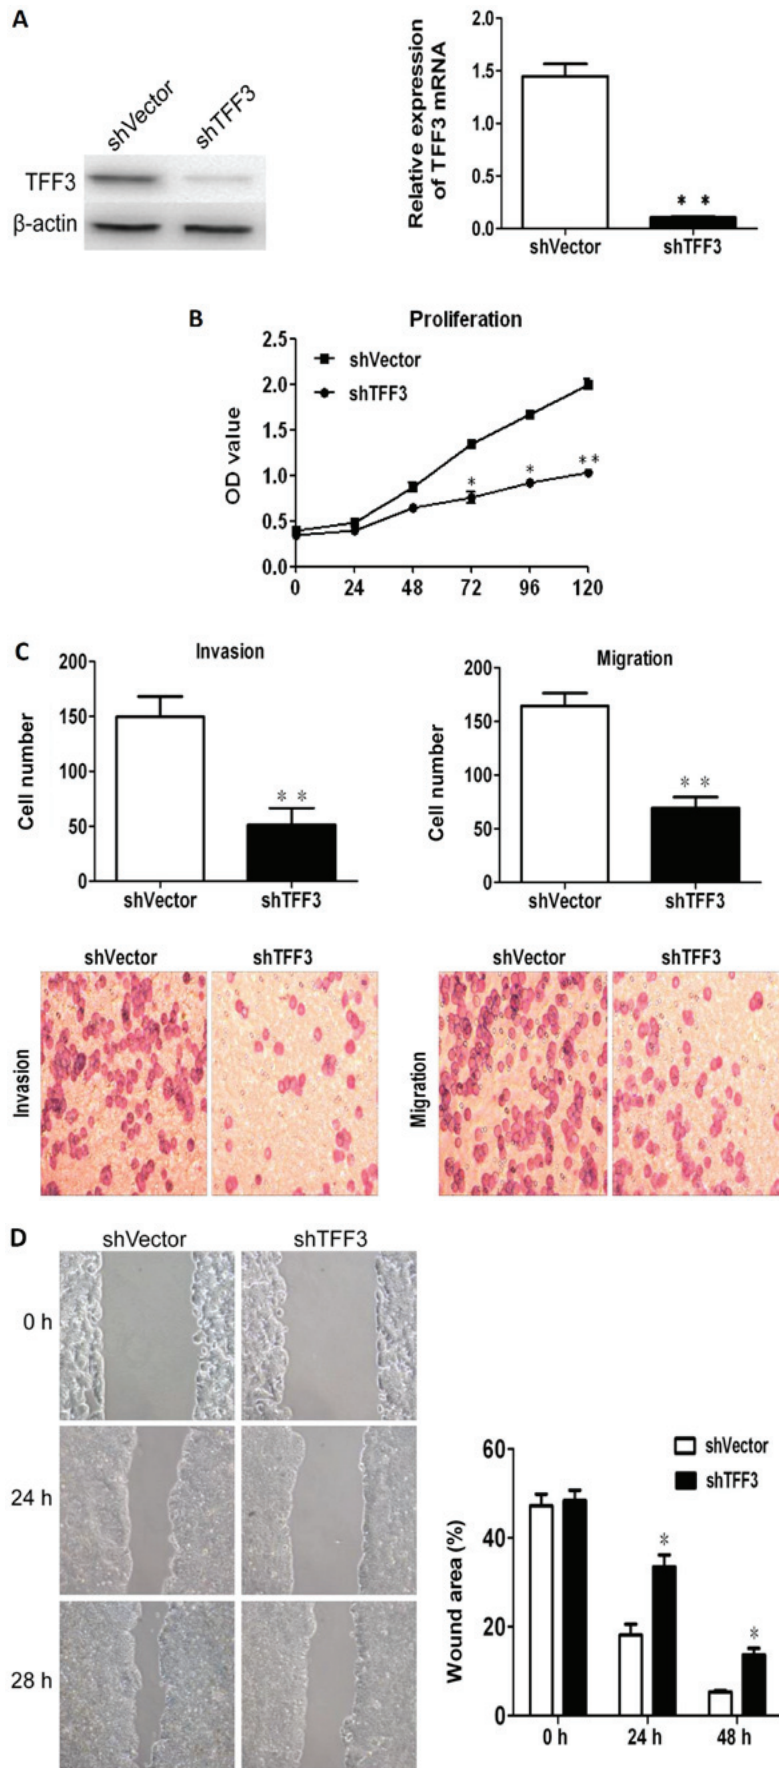 A
shVector
shTFF3
TFF3
β-actin
Relative expression
of TFF3 mRNA
2.0
1.5
1.0
0.5
0.0
* *
shVector
shTFF3
B
Proliferation
shVector
shTFF3
OD value
2.5
2.0
1.5
1.0
0.5
0.0
*
*
**
0
24
48
72
96
120
C
Invasion
Cell number
200
150
100
50
0
* *
shVector
shTFF3
Migration
Cell number
200
150
100
50
0
* *
shVector
shTFF3
shVector
shTFF3
Invasion
shVector
shTFF3
Migration
D
shVector
shTFF3
0 h
24 h
28 h
shVector
shTFF3
Wound area (%)
60
40
20
0
*
*
0 h
24 h
48 h